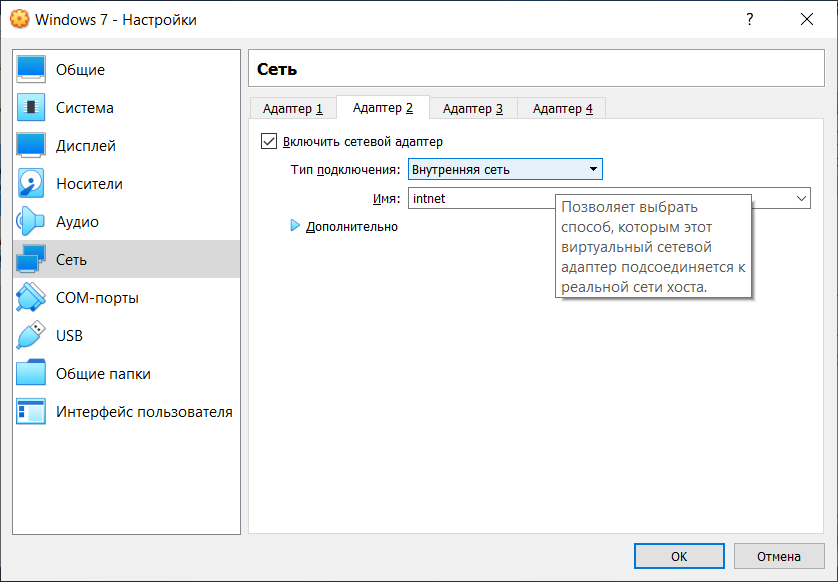 Windows 7 - Настройки
?
Общие
Система
Дисплей
Носители
Аудио
Сеть
COM-порты
USB
Общие папки
Интерфейс пользователя
Сеть
Адаптер 1
Адаптер 2
Адаптер 3
Адаптер 4
Включить сетевой адаптер
Тип подключения: Внутренняя сеть
Имя: intnet
Дополнительно
Позволяет выбрать
способ, которым этот
виртуальный сетевой
адаптер подсоединяется к
реальной сети хоста.
OK
Отмена